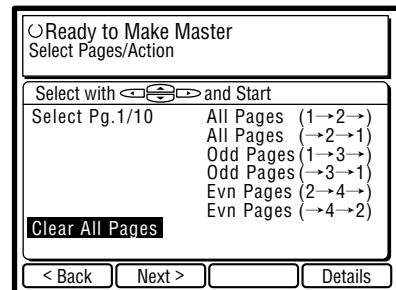 Ready to Make Master
Select Pages/Action
Select with and Start
Select Pg.1/10 All Pages (1→2→)
All Pages (→2→1)
Odd Pages (1→3→)
Odd Pages (→3→1)
Evn Pages (2→4→)
Evn Pages (→4→2)
Clear All Pages
< Back Next > Details